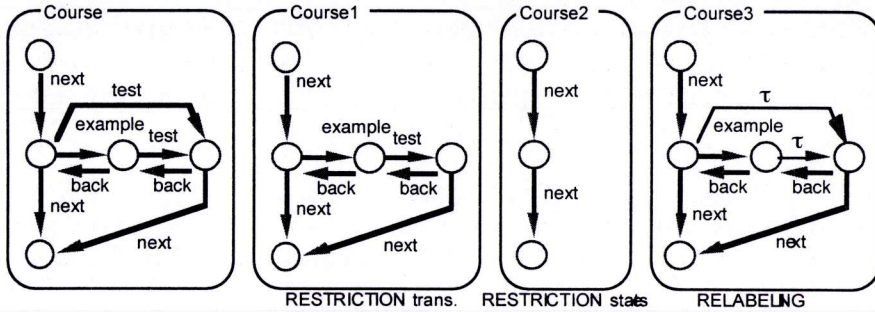 Course
next
test
example
test
back
back
next
next
Course1
next
example
test
back
back
next
next
RESTRICTION trans.
Course2
next
next
RESTRICTION states
Course3
next
τ
example
τ
back
back
next
next
RELABELING